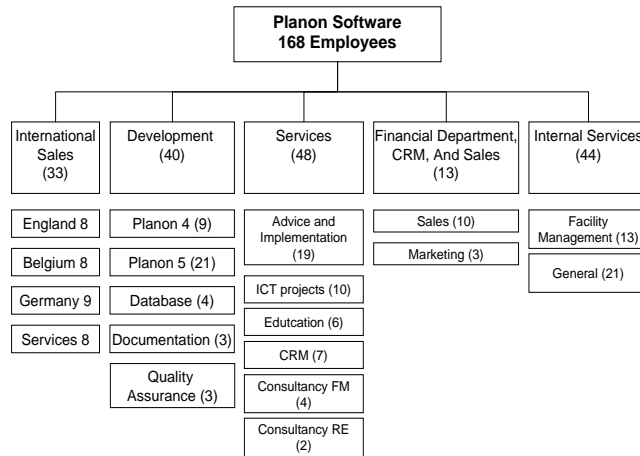 Planon Software
168 Employees
International
Sales
(33)
Development
(40)
Services
(48)
Financial Department,
CRM, And Sales
(13)
Internal Services
(44)
England 8
Belgium 8
Germany 9
Services 8
Planon 4 (9)
Planon 5 (21)
Database (4)
Documentation (3)
Quality
Assurance (3)
Advice and
Implementation
(19)
ICT projects (10)
Edutcation (6)
CRM (7)
Consultancy FM
(4)
Consultancy RE
(2)
Sales (10)
Marketing (3)
Facility
Management (13)
General (21)